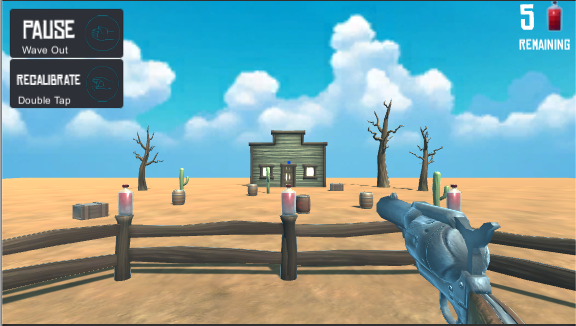 PAUSE
Wave Out
RECALIBRATE
Double Tap
5
REMAINING